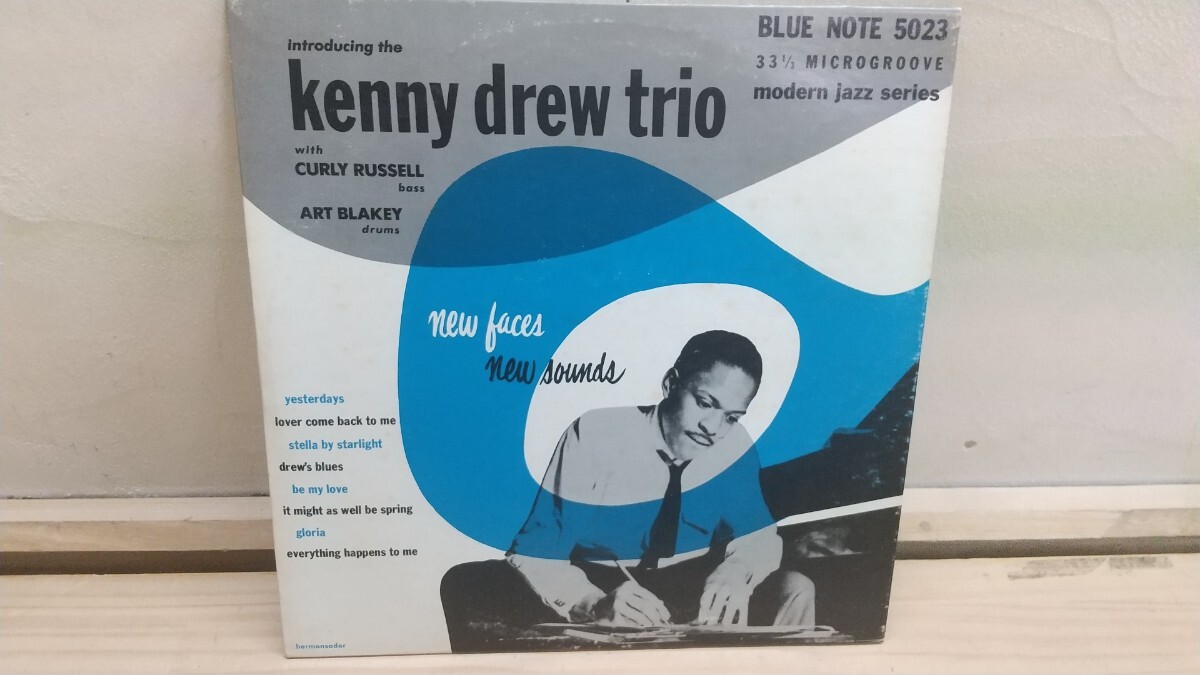 introducing the
kenny drew trio
BLUE NOTE 5023
33 1/3 MICROGROOVE
modern jazz series
with
CURLY RUSSELL
bass
ART BLAKEY
drums
new faces
new sounds
yesterdays
lover come back to me
stella by starlight
drew's blues
be my love
it might as well be spring
gloria
everything happens to me
hermansader